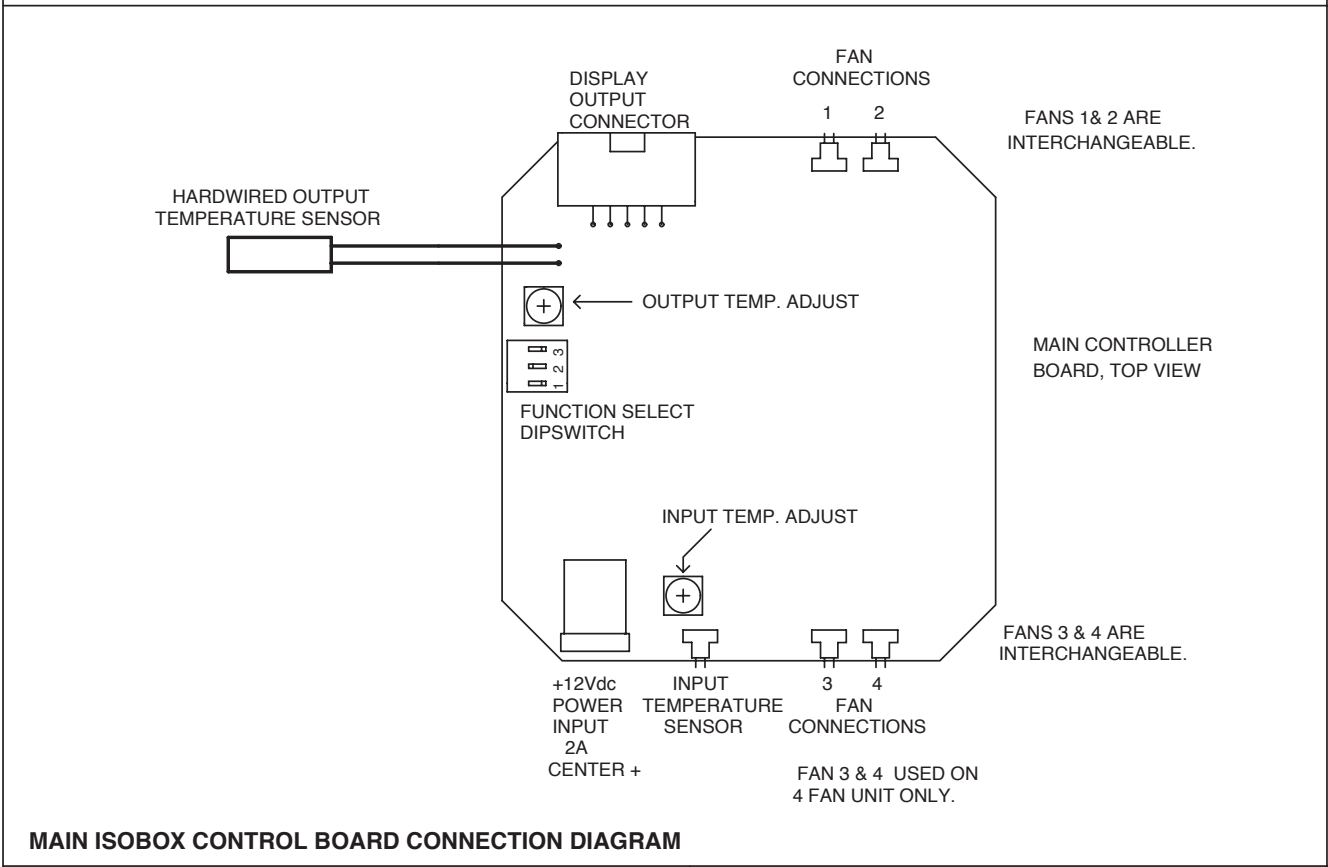 DISPLAY
OUTPUT
CONNECTOR
FAN
CONNECTIONS
1 2
FANS 1& 2 ARE
INTERCHANGEABLE.
HARDWIRED OUTPUT
TEMPERATURE SENSOR
OUTPUT TEMP. ADJUST
3
2
1
FUNCTION SELECT
DIPSWITCH
MAIN CONTROLLER
BOARD, TOP VIEW
INPUT TEMP. ADJUST
FANS 3 & 4 ARE
INTERCHANGEABLE.
+12Vdc
POWER
INPUT
2A
CENTER +
INPUT
TEMPERATURE
SENSOR
3 4
FAN
CONNECTIONS
FAN 3 & 4 USED ON
4 FAN UNIT ONLY.
MAIN ISOBOX CONTROL BOARD CONNECTION DIAGRAM